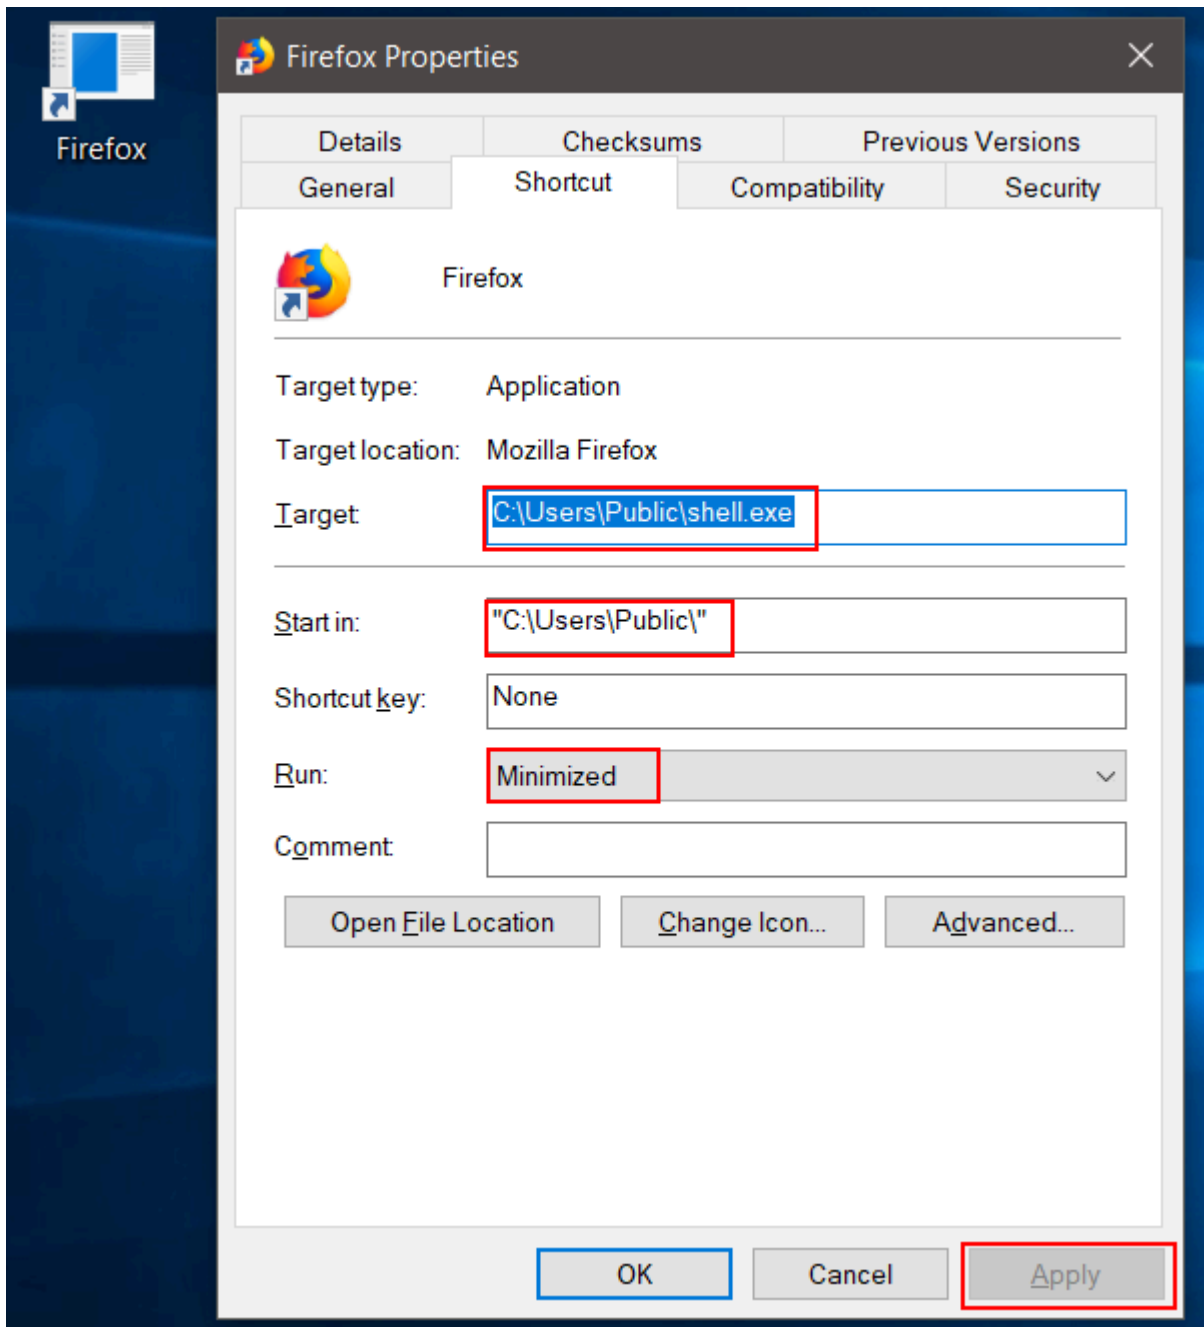 Firefox
Firefox Properties
Details Checksums Previous Versions
General Shortcut Compatibility Security
Firefox
Target type: Application
Target location: Mozilla Firefox
Target: C:\Users\Public\shell.exe
Start in: "C:\Users\Public\"
Shortcut key: None
Run: Minimized
Comment:
Open File Location Change Icon... Advanced...
OK Cancel Apply